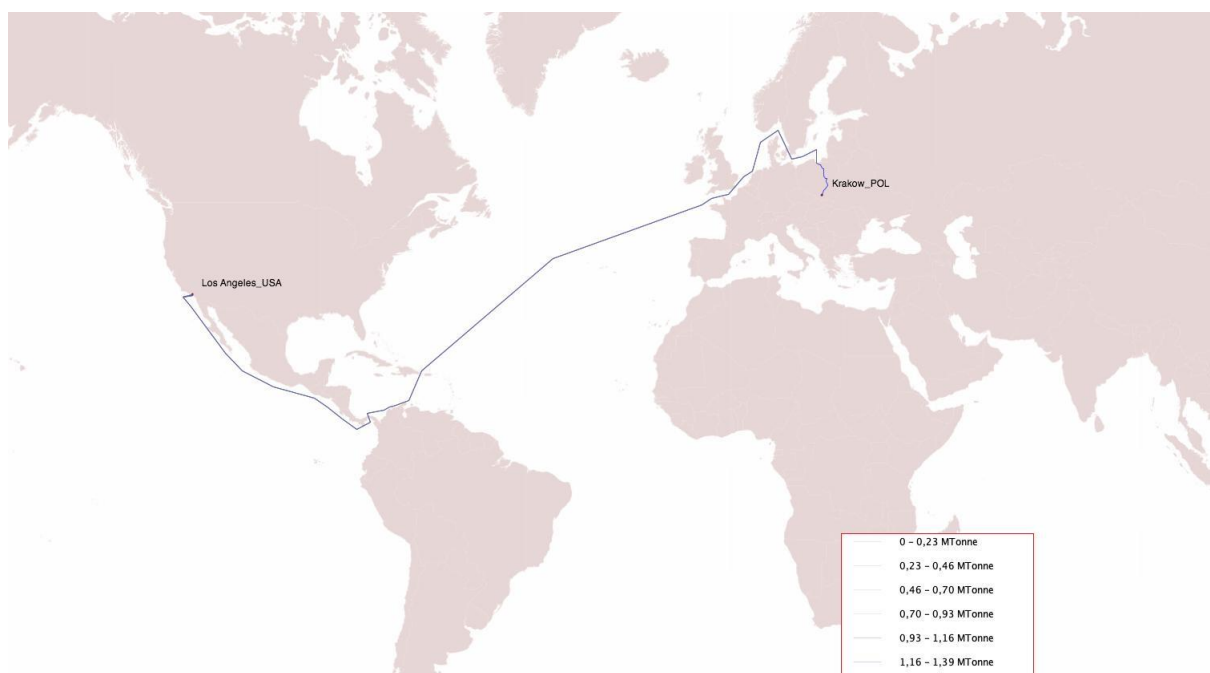 Krakow_POL
Los Angeles_USA
0 – 0,23 MTonne
0,23 – 0,46 MTonne
0,46 – 0,70 MTonne
0,70 – 0,93 MTonne
0,93 – 1,16 MTonne
1,16 – 1,39 MTonne